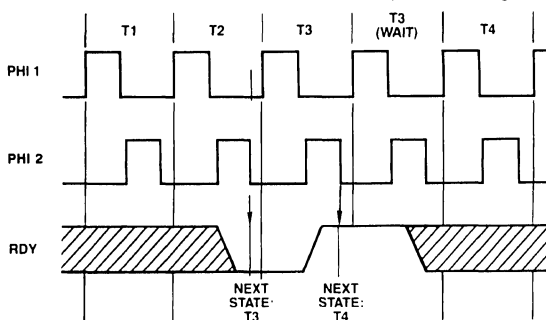 T1 T2 T3 T3 (WAIT) T4
PHI 1
PHI 2
RDY
NEXT STATE: T3
NEXT STATE: T4